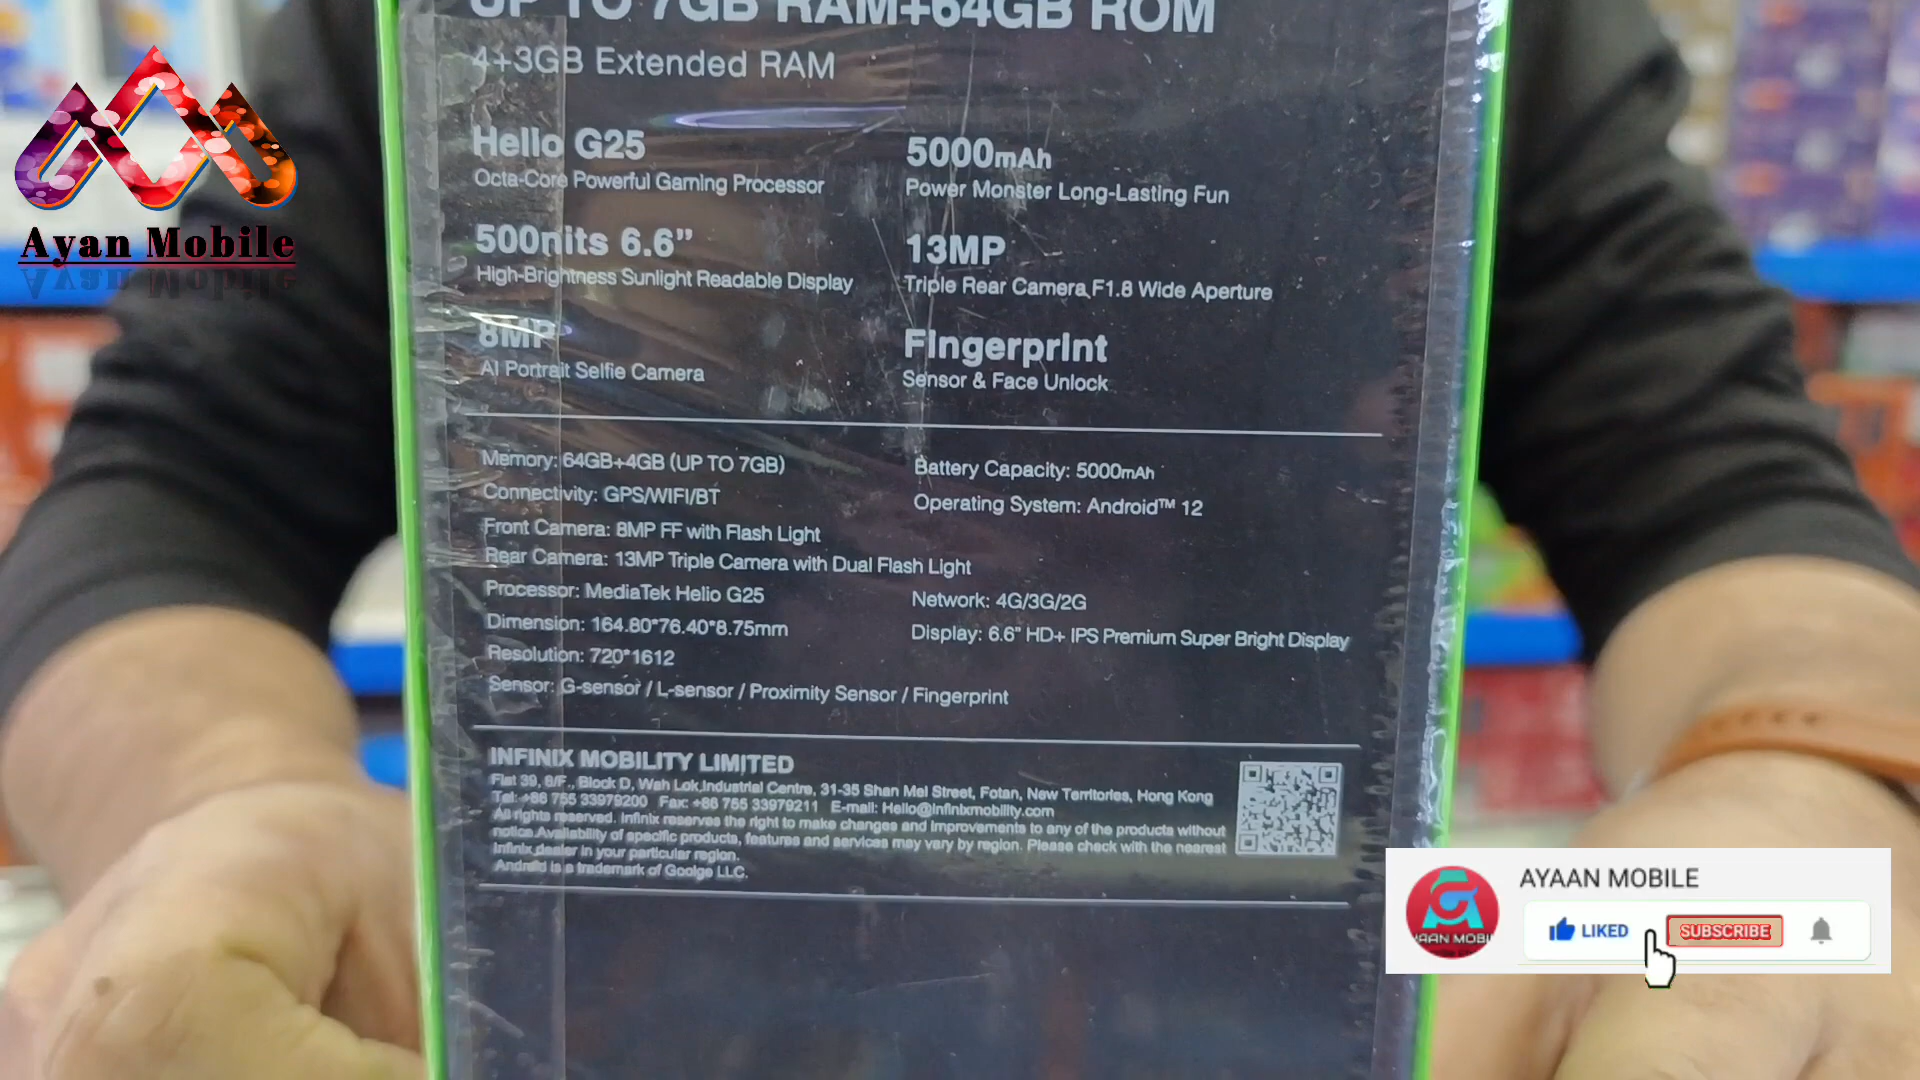 UP TO 7GB RAM+64GB ROM
4+3GB Extended RAM
Helio G25
Octa-Core Powerful Gaming Processor
5000mAh
Power Monster Long-Lasting Fun
500nits 6.6”
High-Brightness Sunlight Readable Display
13MP
Triple Rear Camera,F1.8 Wide Aperture
8MP
AI Portrait Selfie Camera
Fingerprint
Sensor & Face Unlock
Memory: 64GB+4GB (UP TO 7GB)
Battery Capacity: 5000mAh
Connectivity: GPS/WIFI/BT
Operating System: Android™ 12
Front Camera: 8MP FF with Flash Light
Rear Camera: 13MP Triple Camera with Dual Flash Light
Processor: MediaTek Helio G25
Network: 4G/3G/2G
Dimension: 164.80*76.40*8.75mm
Display: 6.6" HD+ IPS Premium Super Bright Display
Resolution: 720*1612
Sensor: G-sensor / L-sensor / Proximity Sensor / Fingerprint
INFINIX MOBILITY LIMITED
Flat 39, 8/F., Block D, Wah Lok,Industrial Centre, 31-35 Shan Mei Street, Fotan, New Territories, Hong Kong
Tel: +86 755 33979200 Fax: +86 755 33979211 E-mail: Hello@infinixmobility.com
All rights reserved. Infinix reserves the right to make changes and improvements to any of the products without
notice.Availability of specific products, features and services may vary by region. Please check with the nearest
Infinix dealer in your particular region.
Android is a trademark of Goolge LLC.
Ayan Mobile
AYAAN MOBILE
LIKED
SUBSCRIBE